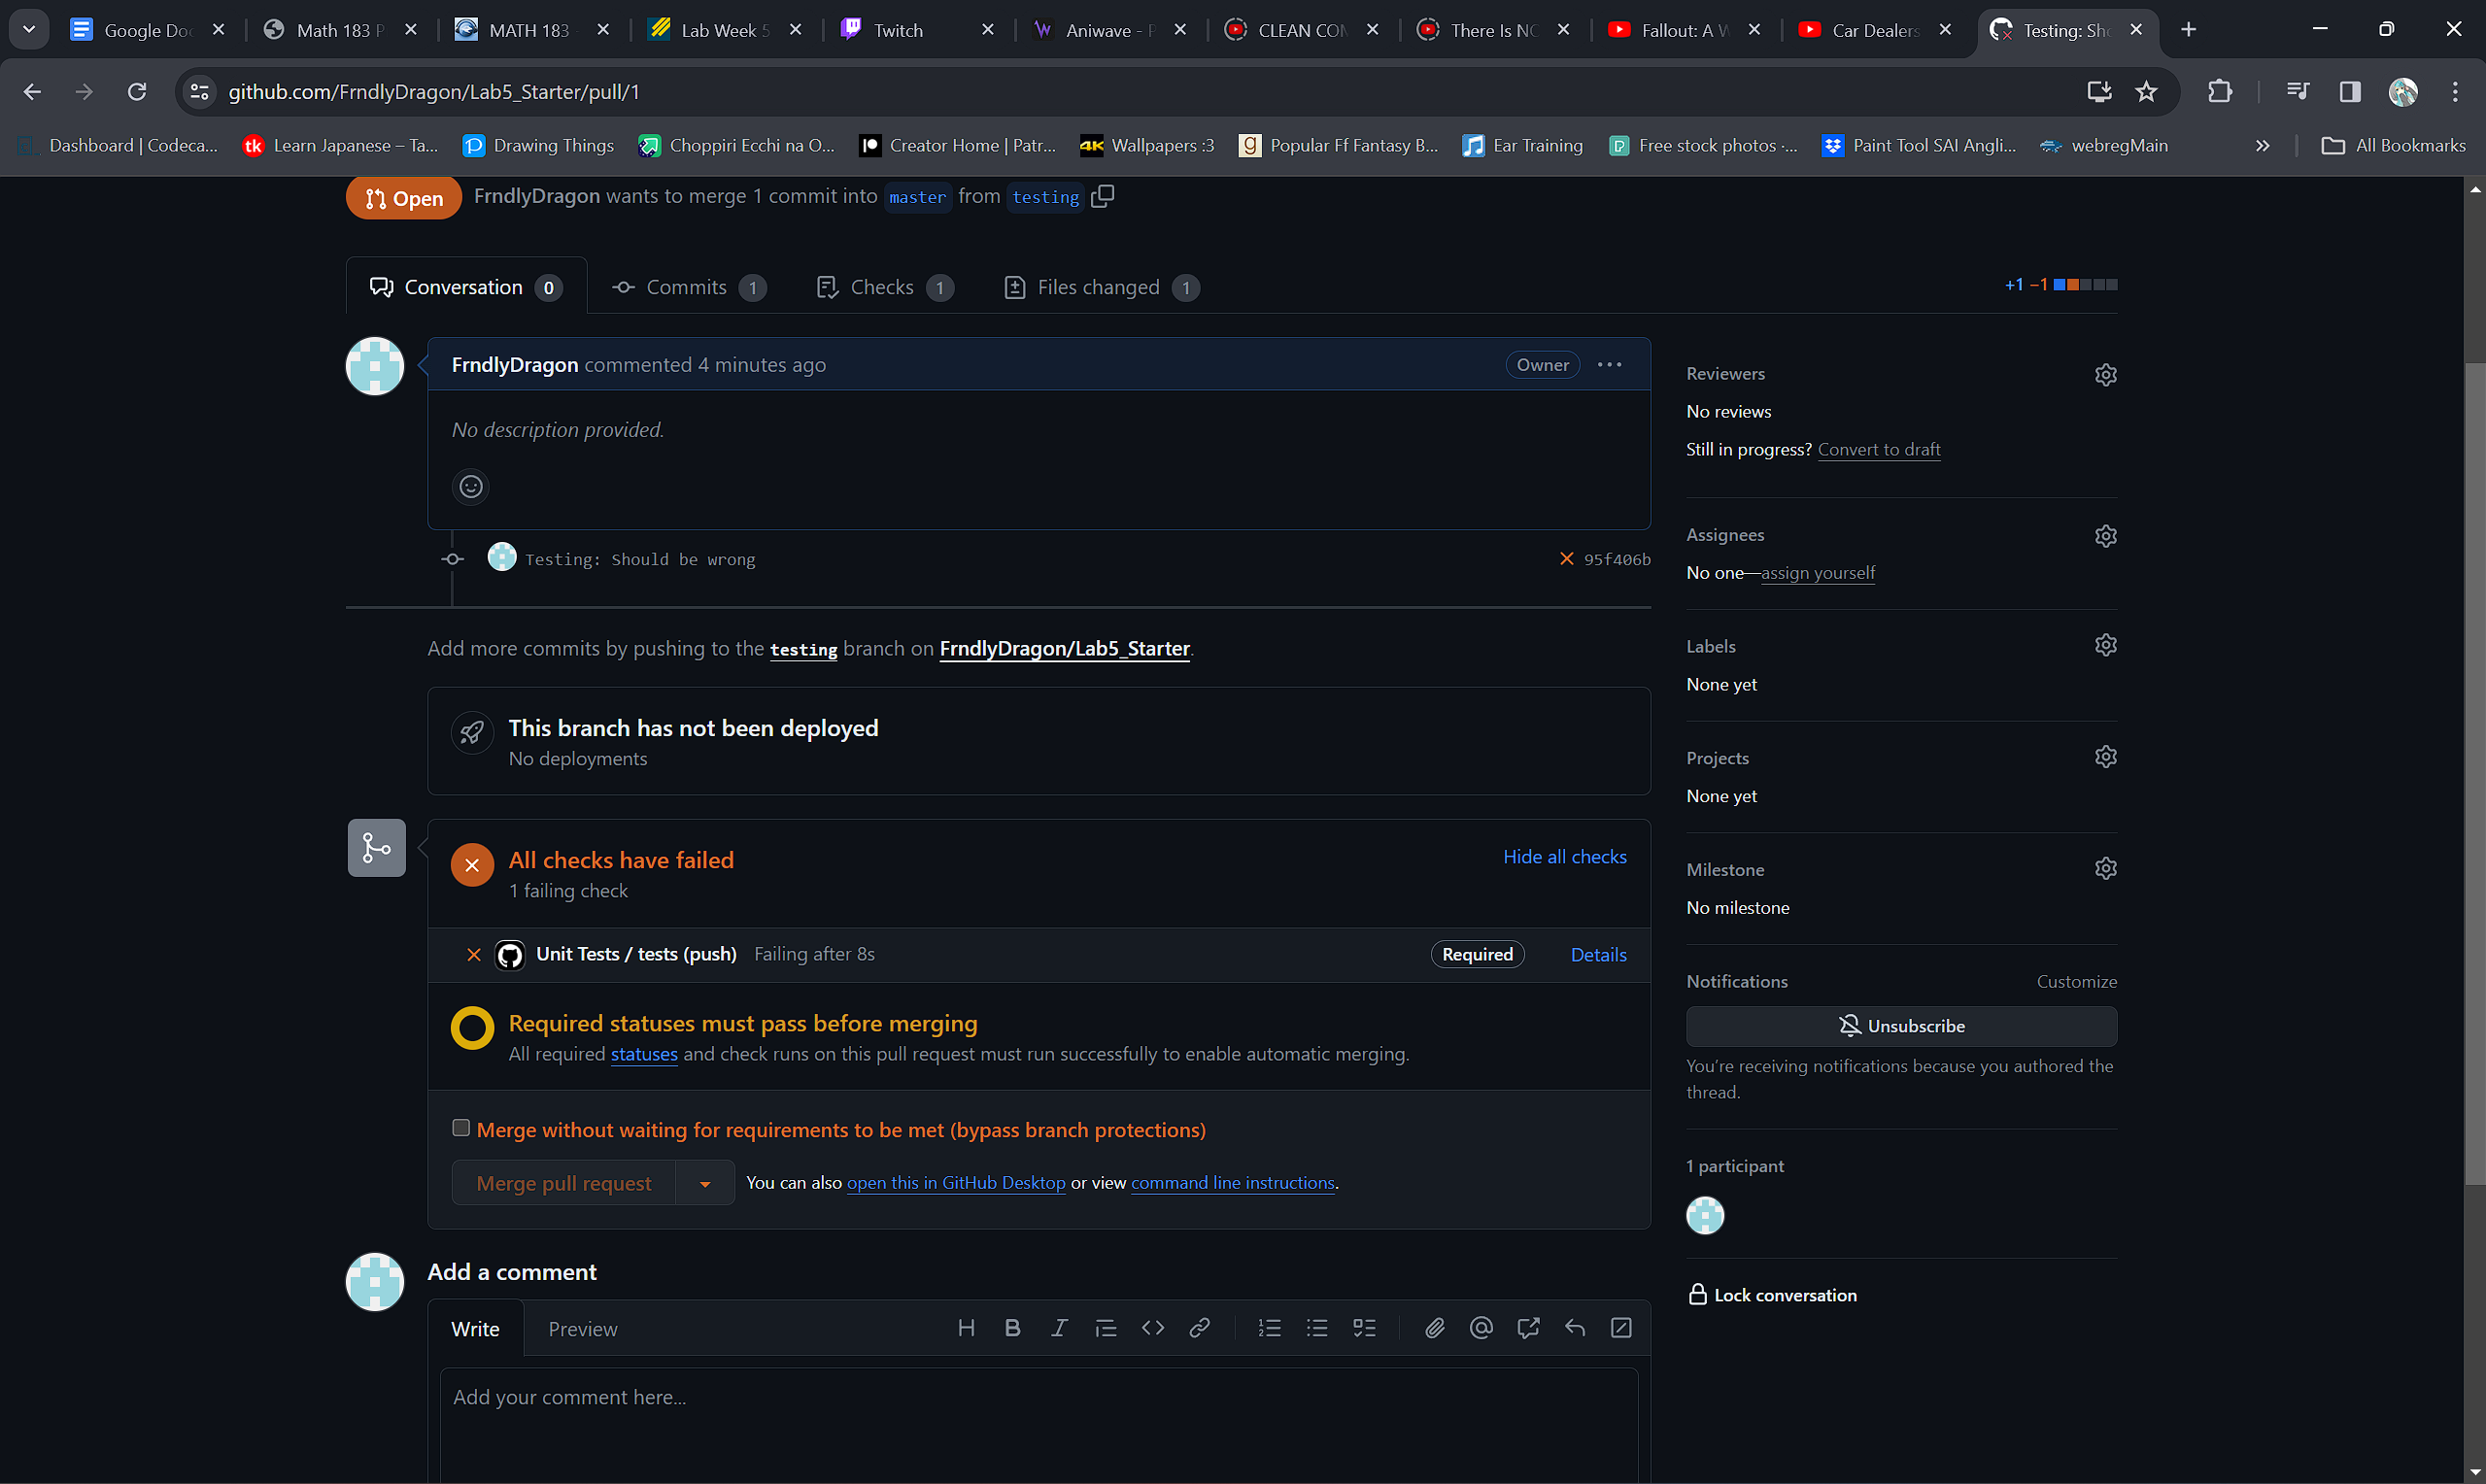 Google Doc
Math 183 P
MATH 183 -
Lab Week 5
Twitch
Aniwave - P
CLEAN CON
There Is NO
Fallout: A W
Car Dealers
Testing: Sho
github.com/FrndlyDragon/Lab5_Starter/pull/1
Dashboard | Codeca...
Learn Japanese – Ta...
Drawing Things
Choppiri Ecchi na O...
Creator Home | Patr...
Wallpapers :3
Popular Ff Fantasy B...
Ear Training
Free stock photos ·...
Paint Tool SAI Angli...
webregMain
All Bookmarks
Open
FrndlyDragon wants to merge 1 commit into master from testing
Conversation 0
Commits 1
Checks 1
Files changed 1
+1 −1
FrndlyDragon commented 4 minutes ago
Owner
No description provided.
Testing: Should be wrong
95f406b
Add more commits by pushing to the testing branch on FrndlyDragon/Lab5_Starter.
This branch has not been deployed
No deployments
All checks have failed
Hide all checks
1 failing check
Unit Tests / tests (push) Failing after 8s
Required
Details
Required statuses must pass before merging
All required statuses and check runs on this pull request must run successfully to enable automatic merging.
Merge without waiting for requirements to be met (bypass branch protections)
Merge pull request
You can also open this in GitHub Desktop or view command line instructions.
Add a comment
Write
Preview
Add your comment here...
Reviewers
No reviews
Still in progress? Convert to draft
Assignees
No one—assign yourself
Labels
None yet
Projects
None yet
Milestone
No milestone
Notifications
Customize
Unsubscribe
You're receiving notifications because you authored the
thread.
1 participant
Lock conversation